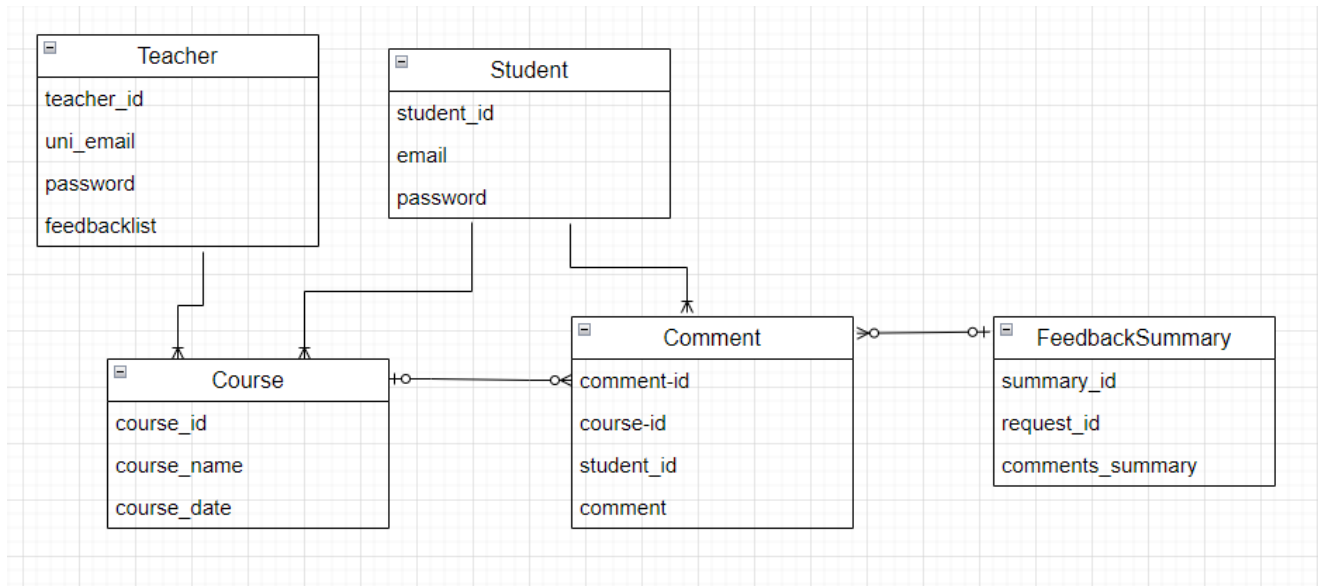 Teacher
teacher_id
uni_email
password
feedbacklist
Student
student_id
email
password
Course
course_id
course_name
course_date
Comment
comment-id
course-id
student_id
comment
FeedbackSummary
summary_id
request_id
comments_summary